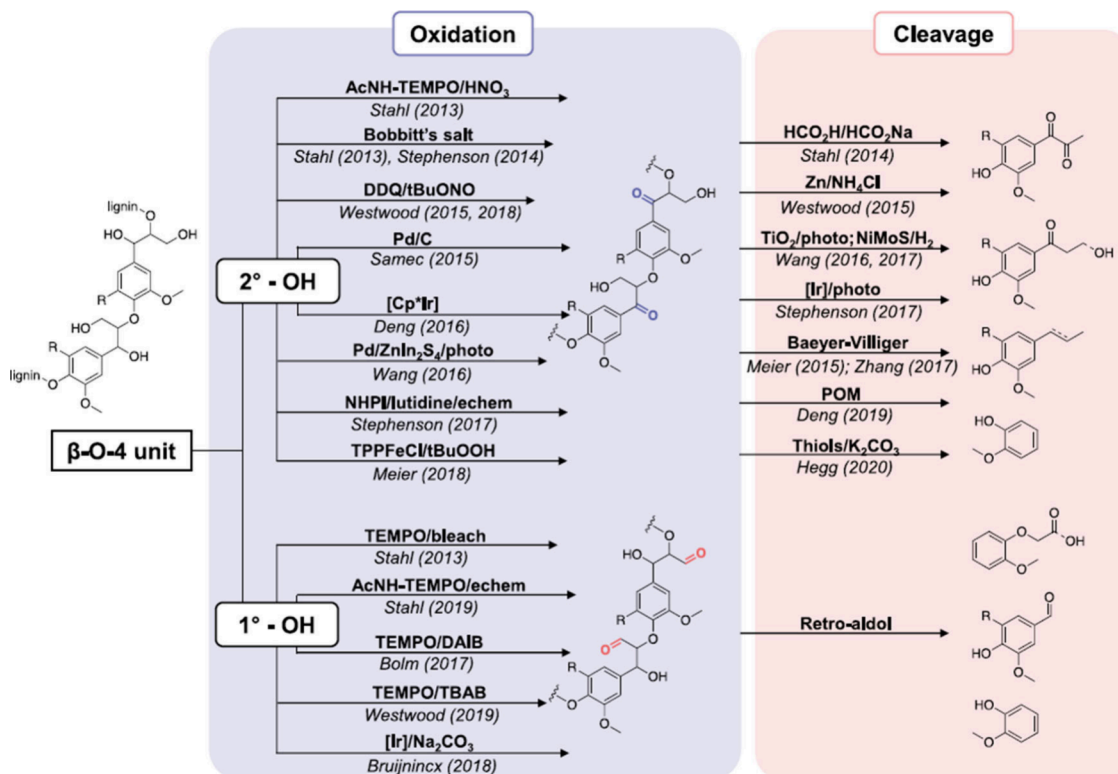 Oxidation
Cleavage
AcNH-TEMPO/HNO₃
Stahl (2013)
Bobbitt's salt
Stahl (2013), Stephenson (2014)
DDQ/tBuONO
Westwood (2015, 2018)
Pd/C
Samec (2015)
2° - OH
[Cp*Ir]
Deng (2016)
Pd/ZnIn₂S₄/photo
Wang (2016)
NHPI/lutidine/echem
Stephenson (2017)
TPPFeCl/tBuOOH
Meier (2018)
β-O-4 unit
TEMPO/bleach
Stahl (2013)
AcNH-TEMPO/echem
Stahl (2019)
1° - OH
TEMPO/DAIB
Bolm (2017)
TEMPO/TBAB
Westwood (2019)
[Ir]/Na₂CO₃
Bruijnincx (2018)
HCO₂H/HCO₂Na
Stahl (2014)
Zn/NH₄Cl
Westwood (2015)
TiO₂/photo; NiMoS/H₂
Wang (2016, 2017)
[Ir]/photo
Stephenson (2017)
Baeyer-Villiger
Meier (2015); Zhang (2017)
POM
Deng (2019)
Thiols/K₂CO₃
Hegg (2020)
Retro-aldol
lignin
O
HO
OH
R
O
O
HO
OH
R
lignin
O
O
O
O
OH
R
O
O
HO
O
R
O
O
O
HO
O
R
O
O
O
R
OH
O
O
O
R
O
HO
O
O
R
OH
HO
O
R
HO
O
HO
O
O
O
OH
O
O
R
HO
O
HO
O